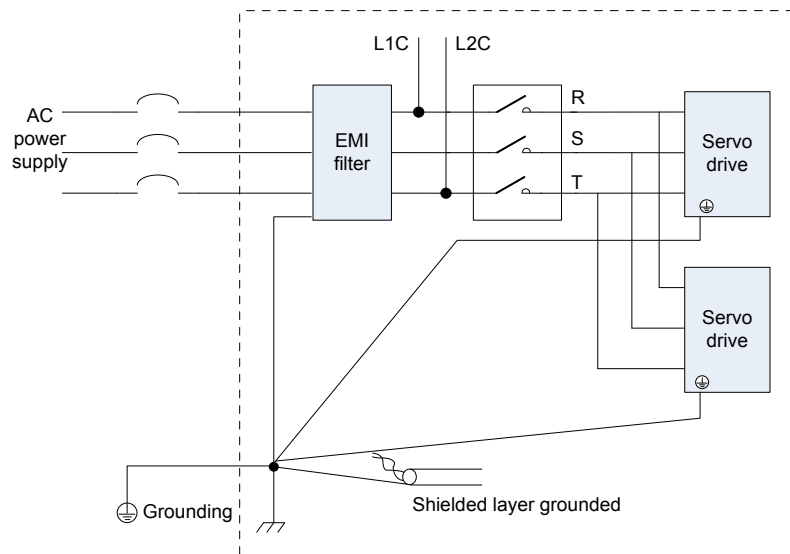 L1C
L2C
AC
power
supply
EMI
filter
R
S
T
Servo
drive
Servo
drive
Grounding
Shielded layer grounded